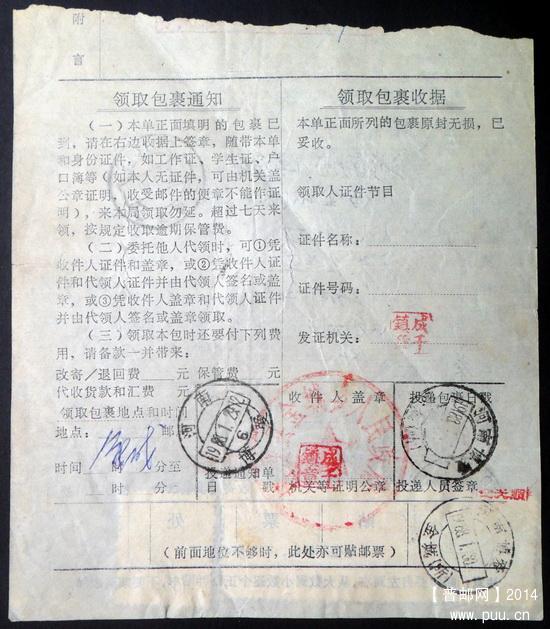 附
言
领取包裹通知
(一)本单正面填明的包裹已
到，请在右边收据上签章，随带本单
和身份证件，如工作证、学生证、户
口簿等(如本人无证件，可由机关盖
公章证明，收受邮件的便章不能作证
明)，来本局领取勿延。超过七天来
领，按规定收取逾期保管费。
(二)委托他人代领时，可①凭
收件人证件和盖章，或②凭收件人证
件和代领人证件并由代领人签名或盖
章，或③凭收件人盖章和代领人证件
并由代领人签名或盖章领取。
(三)领取本包时还要付下列费
用，请备款一并带来：
改寄/退回费 元 保管费 元
代收货款和汇费 元
领取包裹地点和时间
地点： 邮
时间 分至
时 分
领取包裹收据
本单正面所列的包裹原封无损，已
妥收。
领取人证件节目
证件名称：
证件号码：
发证机关：
收件人盖章
投递包裹日戳
投递通知单
日戳
机关等证明公章
投递人员签章
河南
1988.1.29.12
6
贴 票 处
(前面地位不够时，此处亦可贴邮票)
【普邮网】2014
www.puu.cn